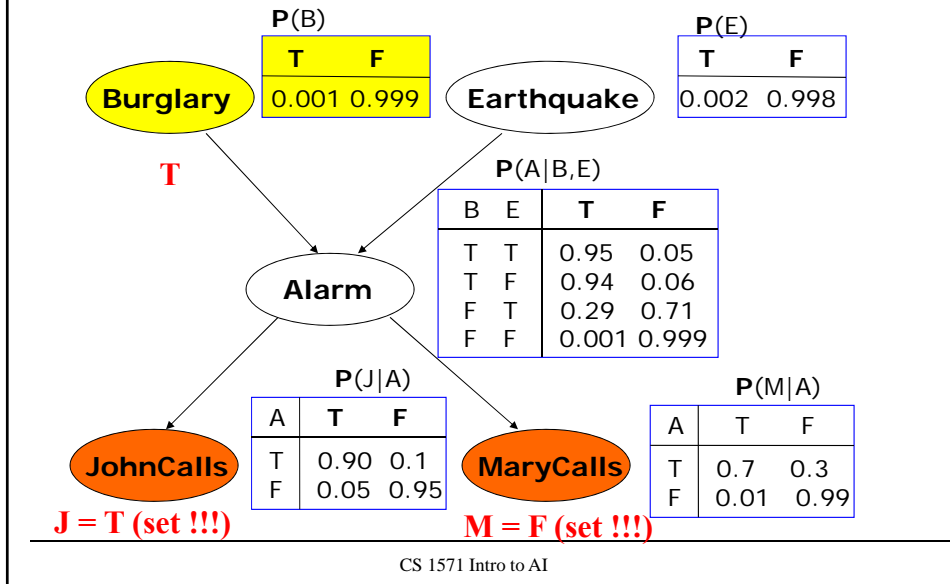 P(B)
T F
0.001 0.999
Burglary
T
P(E)
T F
0.002 0.998
Earthquake
P(A|B,E)
B E T F
T T 0.95 0.05
T F 0.94 0.06
F T 0.29 0.71
F F 0.001 0.999
Alarm
P(J|A)
A T F
T 0.90 0.1
F 0.05 0.95
JohnCalls
J = T (set !!!)
P(M|A)
A T F
T 0.7 0.3
F 0.01 0.99
MaryCalls
M = F (set !!!)
CS 1571 Intro to AI